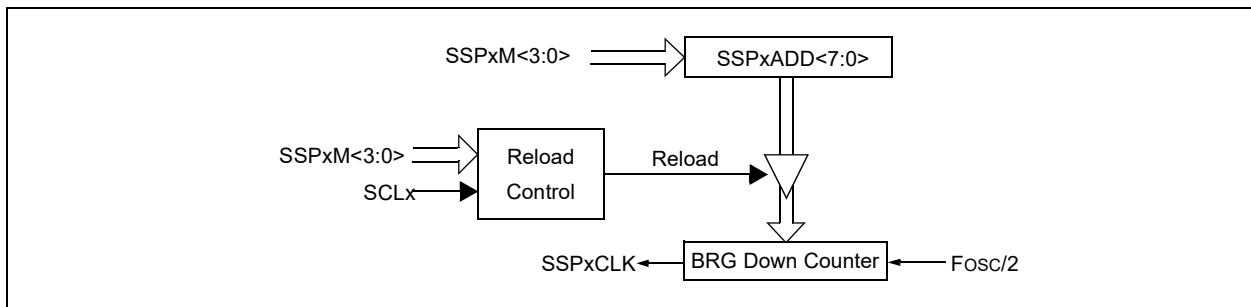 SSPxM<3:0>
SSPxADD<7:0>
SSPxM<3:0>
Reload
Control
Reload
SCLx
SSPxCLK
BRG Down Counter
FOSC/2